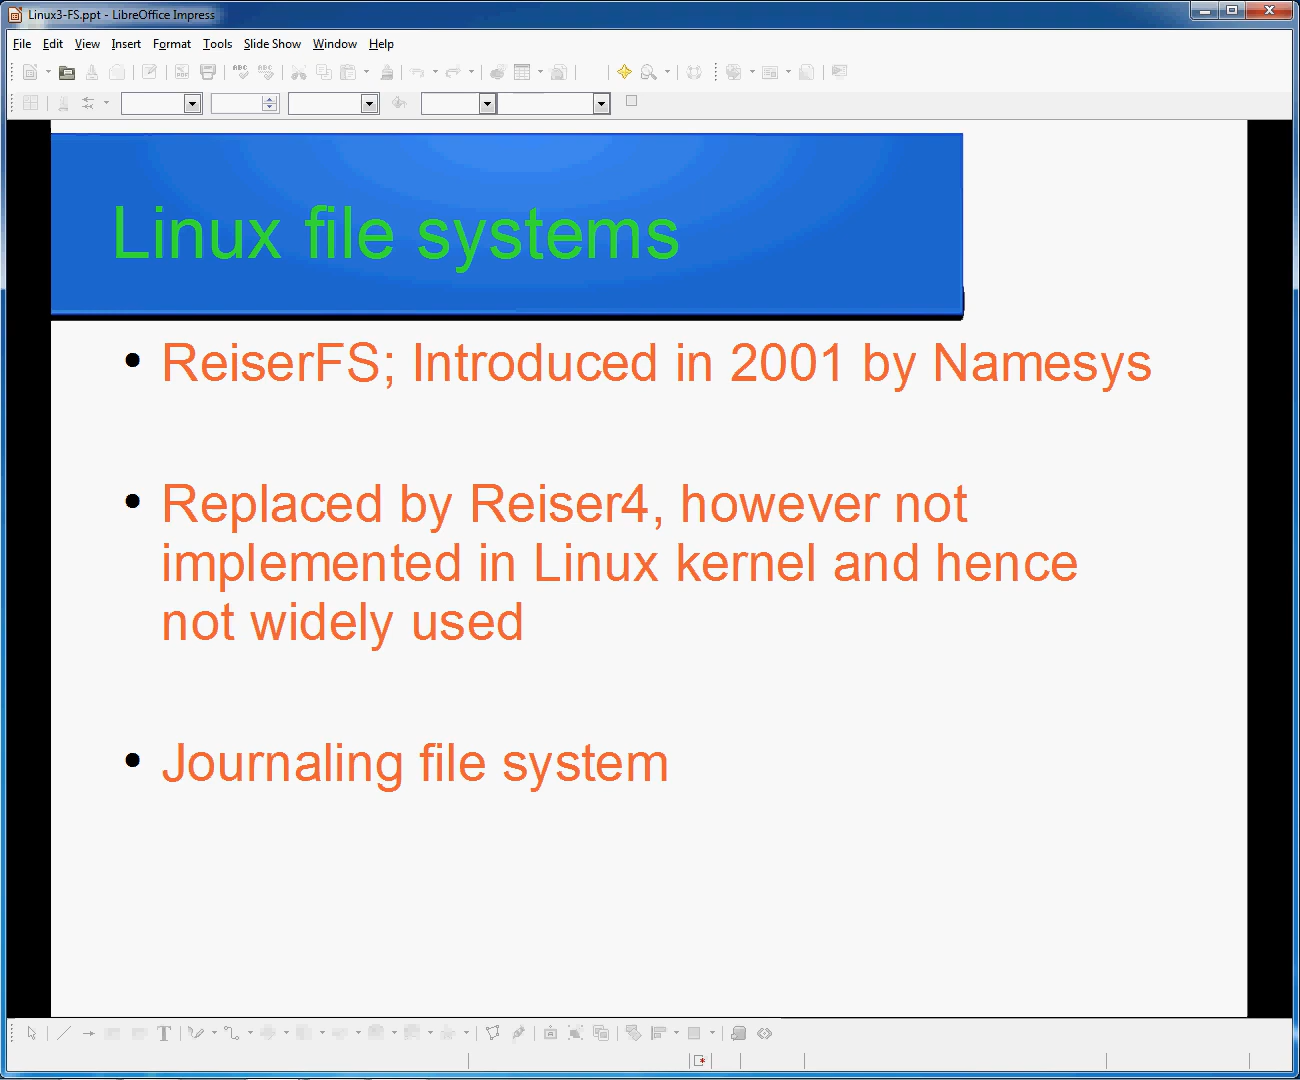 Linux3-FS.ppt - LibreOffice Impress
File Edit View Insert Format Tools Slide Show Window Help
Linux file systems
• ReiserFS; Introduced in 2001 by Namesys
• Replaced by Reiser4, however not
implemented in Linux kernel and hence
not widely used
• Journaling file system